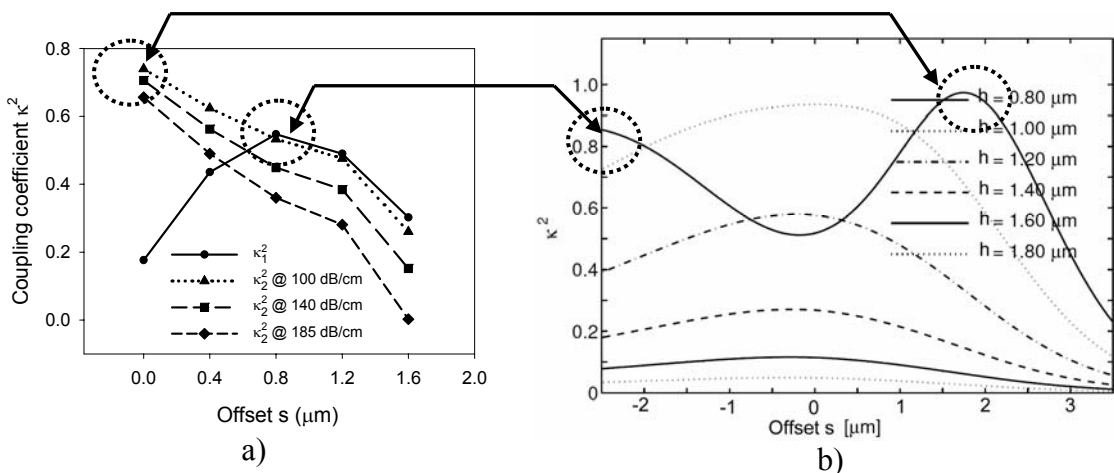 0.8
0.6
0.4
0.2
0.0
Coupling coefficient κ²
κ₁²
κ₂² @ 100 dB/cm
κ₂² @ 140 dB/cm
κ₂² @ 185 dB/cm
0.0 0.4 0.8 1.2 1.6 2.0
Offset s (μm)
a)
1.0
0.8
0.6
0.4
0.2
0
κ²
h = 0.80 μm
h = 1.00 μm
h = 1.20 μm
h = 1.40 μm
h = 1.60 μm
h = 1.80 μm
-2 -1 0 1 2 3
Offset s [μm]
b)